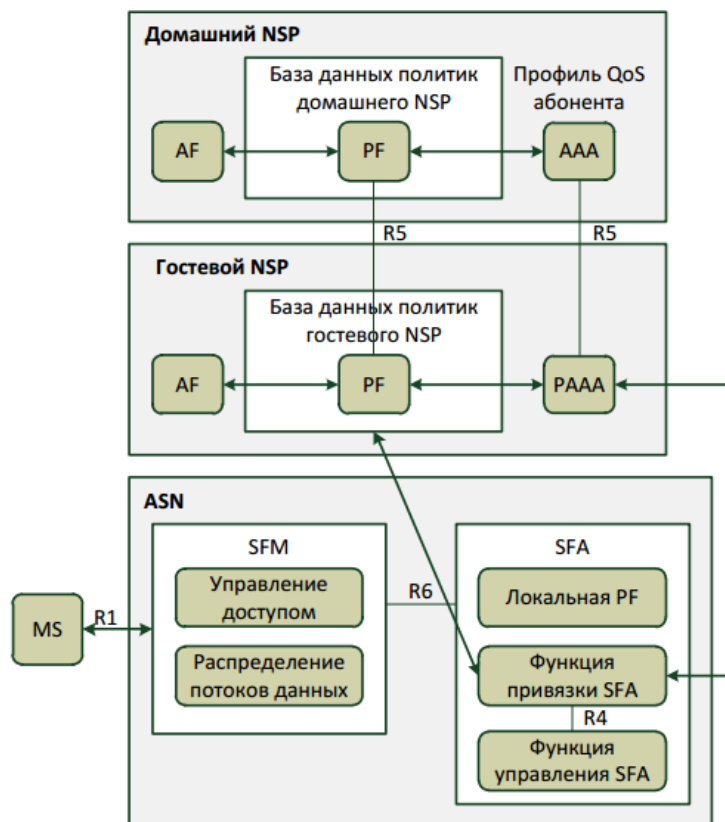 Домашний NSP
База данных политик
домашнего NSP
Профиль QoS
абонента
AF
PF
AAA
R5
R5
Гостевой NSP
База данных политик
гостевого NSP
AF
PF
PAAA
ASN
SFM
SFA
Управление
доступом
R6
Локальная PF
MS
R1
Распределение
потоков данных
Функция
привязки SFA
R4
Функция
управления SFA